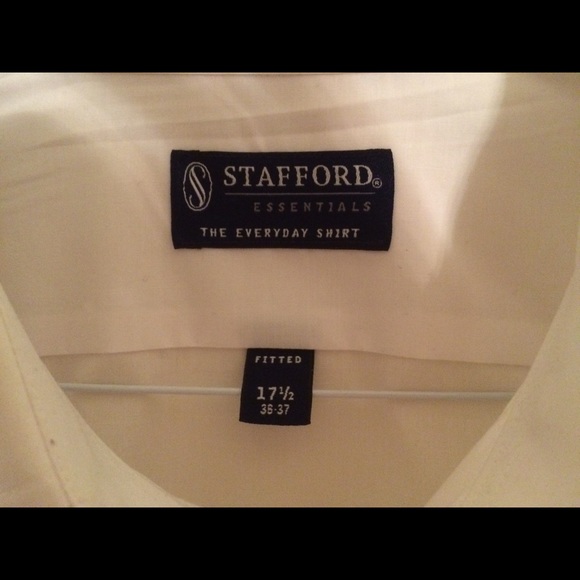 S STAFFORD®
ESSENTIALS
THE EVERYDAY SHIRT
FITTED
17½
36-37